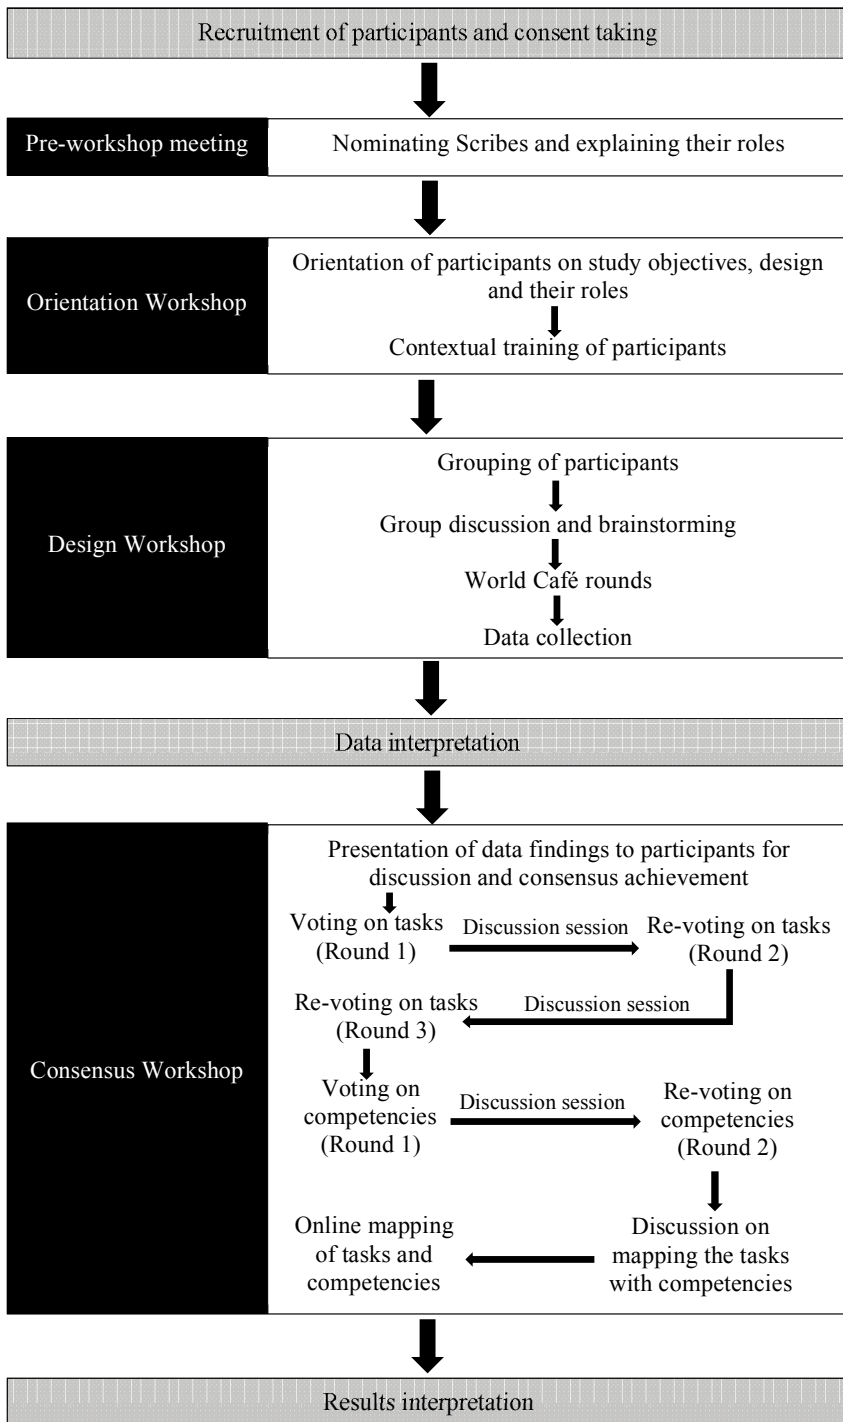 Recruitment of participants and consent taking
Pre-workshop meeting
Nominating Scribes and explaining their roles
Orientation Workshop
Orientation of participants on study objectives, design
and their roles
Contextual training of participants
Design Workshop
Grouping of participants
Group discussion and brainstorming
World Café rounds
Data collection
Data interpretation
Consensus Workshop
Presentation of data findings to participants for
discussion and consensus achievement
Voting on tasks
(Round 1)
Discussion session
Re-voting on tasks
(Round 2)
Discussion session
Re-voting on tasks
(Round 3)
Voting on
competencies
(Round 1)
Discussion session
Re-voting on
competencies
(Round 2)
Discussion on
mapping the tasks
with competencies
Online mapping
of tasks and
competencies
Results interpretation